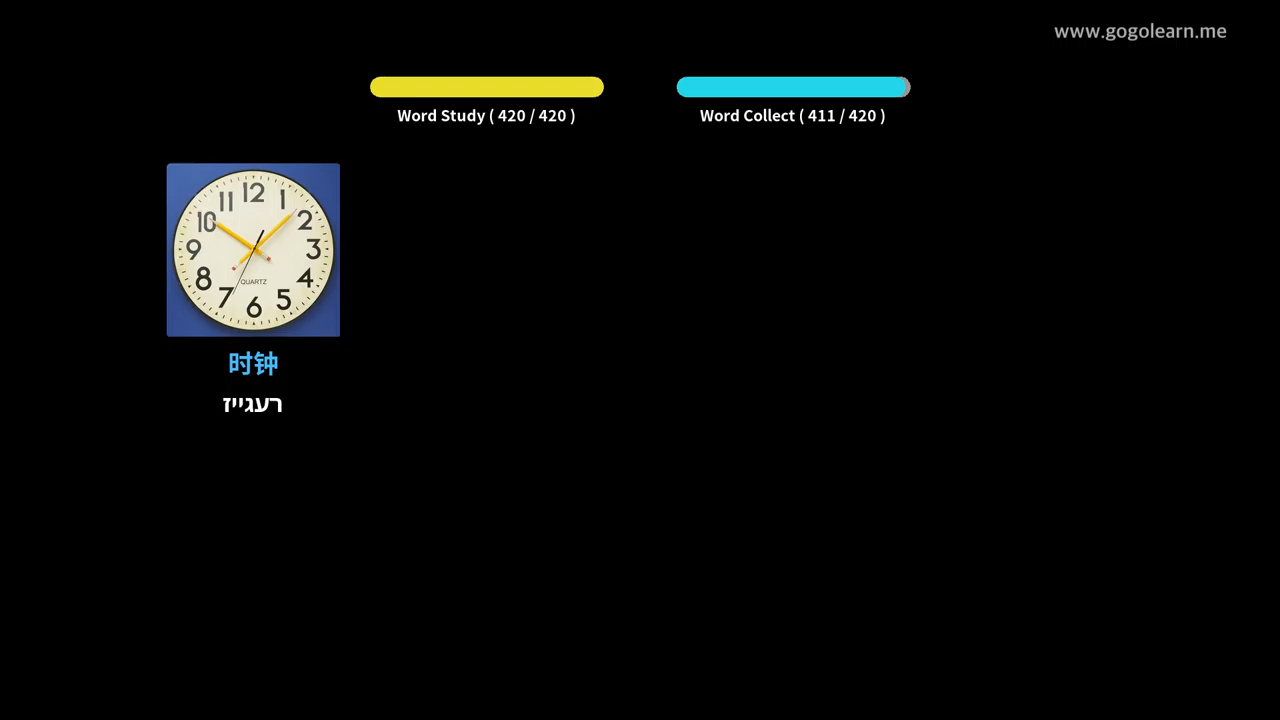 www.gogolearn.me
Word Study ( 420 / 420 )
Word Collect ( 411 / 420 )
12
11
1
10
2
9
3
8
4
QUARTZ
7
5
6
时钟
רעגייז